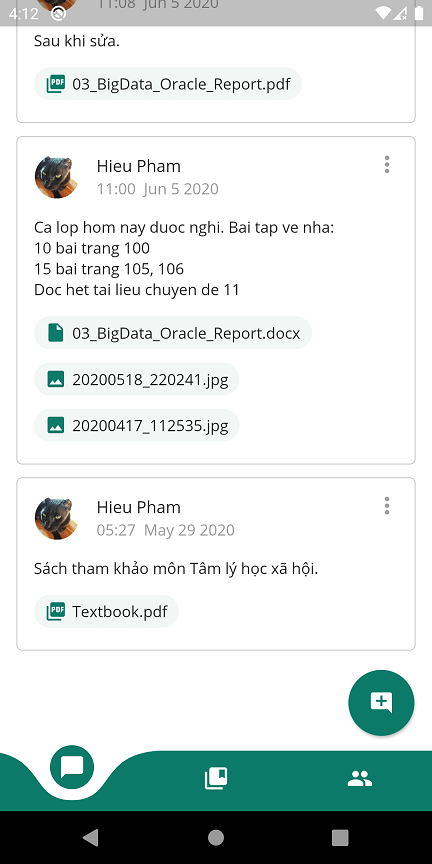 4:12
11:08 Jun 5 2020
Sau khi sửa.
PDF 03_BigData_Oracle_Report.pdf
Hieu Pham
11:00 Jun 5 2020
Ca lop hom nay duoc nghi. Bai tap ve nha:
10 bai trang 100
15 bai trang 105, 106
Doc het tai lieu chuyen de 11
03_BigData_Oracle_Report.docx
20200518_220241.jpg
20200417_112535.jpg
Hieu Pham
05:27 May 29 2020
Sách tham khảo môn Tâm lý học xã hội.
PDF Textbook.pdf